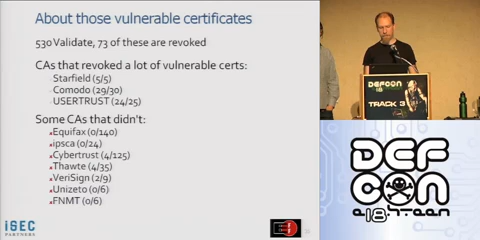 About those vulnerable certificates
530 Validate, 73 of these are revoked
CAs that revoked a lot of vulnerable certs:
Starfield (5/5)
Comodo (29/30)
USERTRUST (24/25)
Some CAs that didn't:
Equifax (0/140)
ipsca (0/24)
Cybertrust (4/125)
Thawte (4/35)
VeriSign (2/9)
Unizeto (0/6)
FNMT (0/6)
iSEC
PARTNERS
DEFCON
TRACK 3
DEF
CON